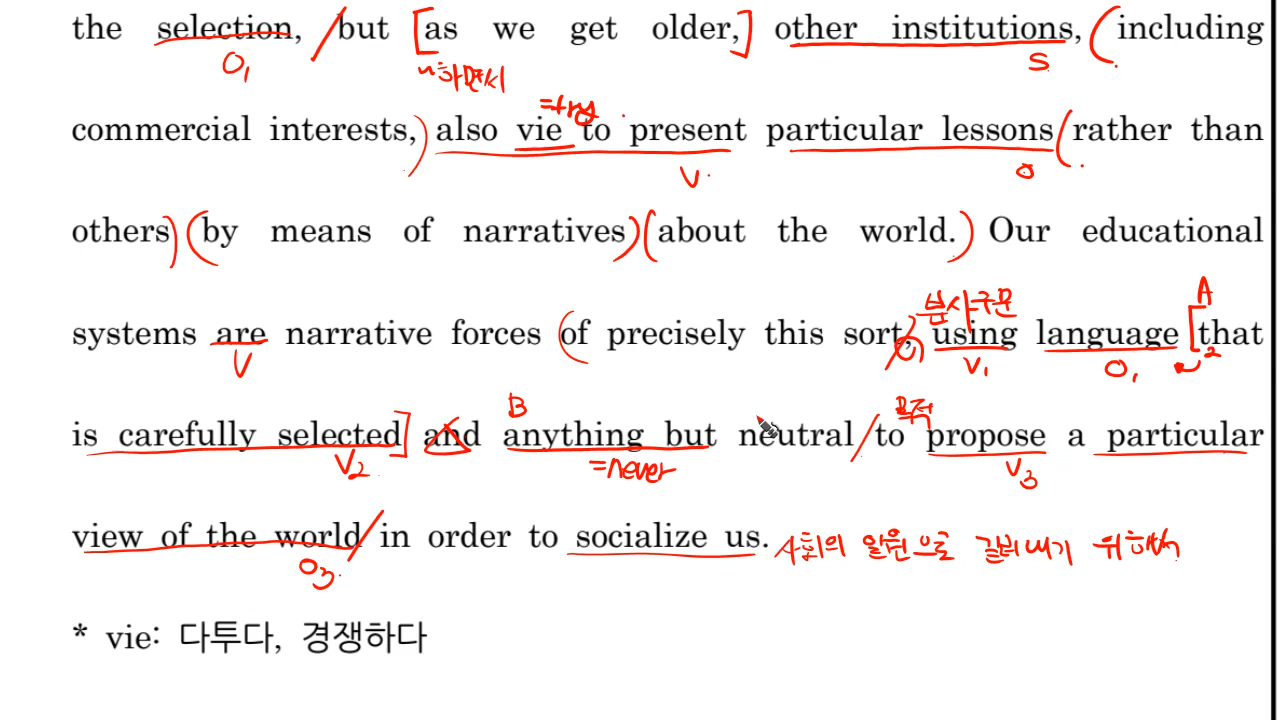 the selection, but as we get older, other institutions, including
O₁ ~하면서 S
=try
commercial interests, also vie to present particular lessons rather than
V O
others by means of narratives about the world. Our educational
분사구문 A
systems are narrative forces of precisely this sort, using language that
V V₁ O₁ 2
B 목적
is carefully selected and anything but neutral to propose a particular
V₂ =never V₃
view of the world in order to socialize us. 사회의 일원으로 길러내기 위해서
O₃
* vie: 다투다, 경쟁하다